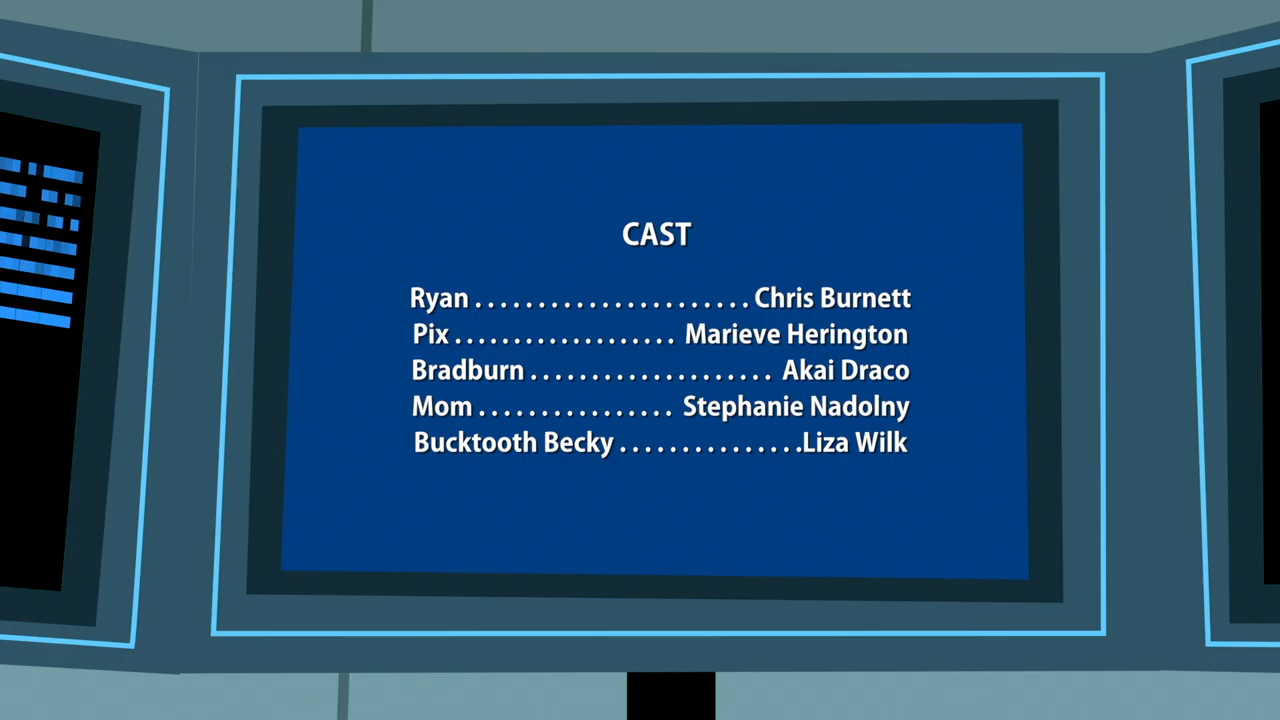 CAST
Ryan . . . . . . . . . . . . . . . . . . . . . . Chris Burnett
Pix . . . . . . . . . . . . . . . . . . Marieve Herington
Bradburn . . . . . . . . . . . . . . . . . . . . Akai Draco
Mom . . . . . . . . . . . . . . . . Stephanie Nadolny
Bucktooth Becky . . . . . . . . . . . . . . .Liza Wilk